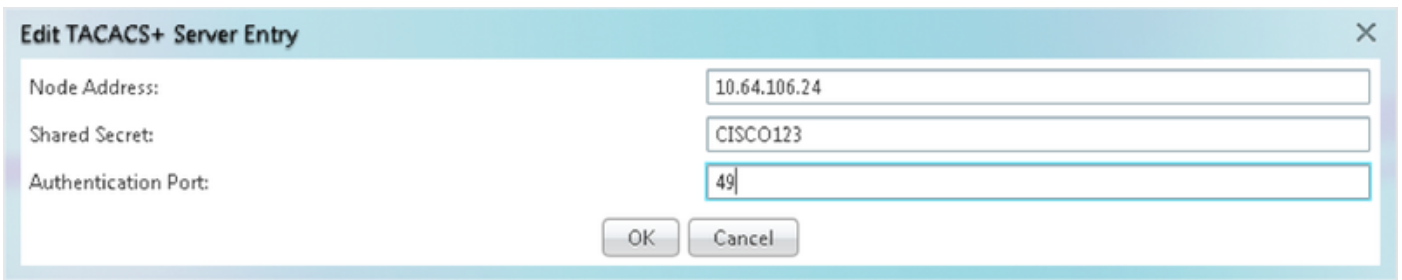 Edit TACACS+ Server Entry
Node Address: 10.64.106.24
Shared Secret: CISCO123
Authentication Port: 49
OK Cancel